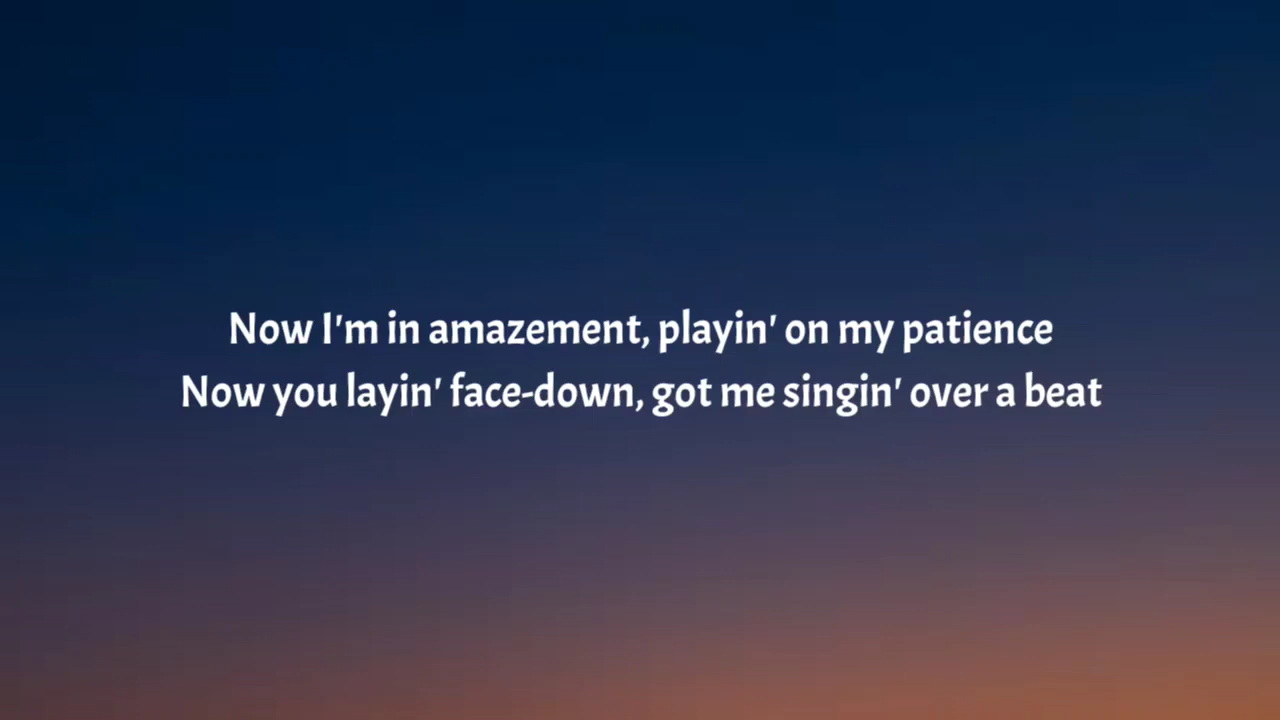 Now I'm in amazement, playin' on my patience
Now you layin' face-down, got me singin' over a beat